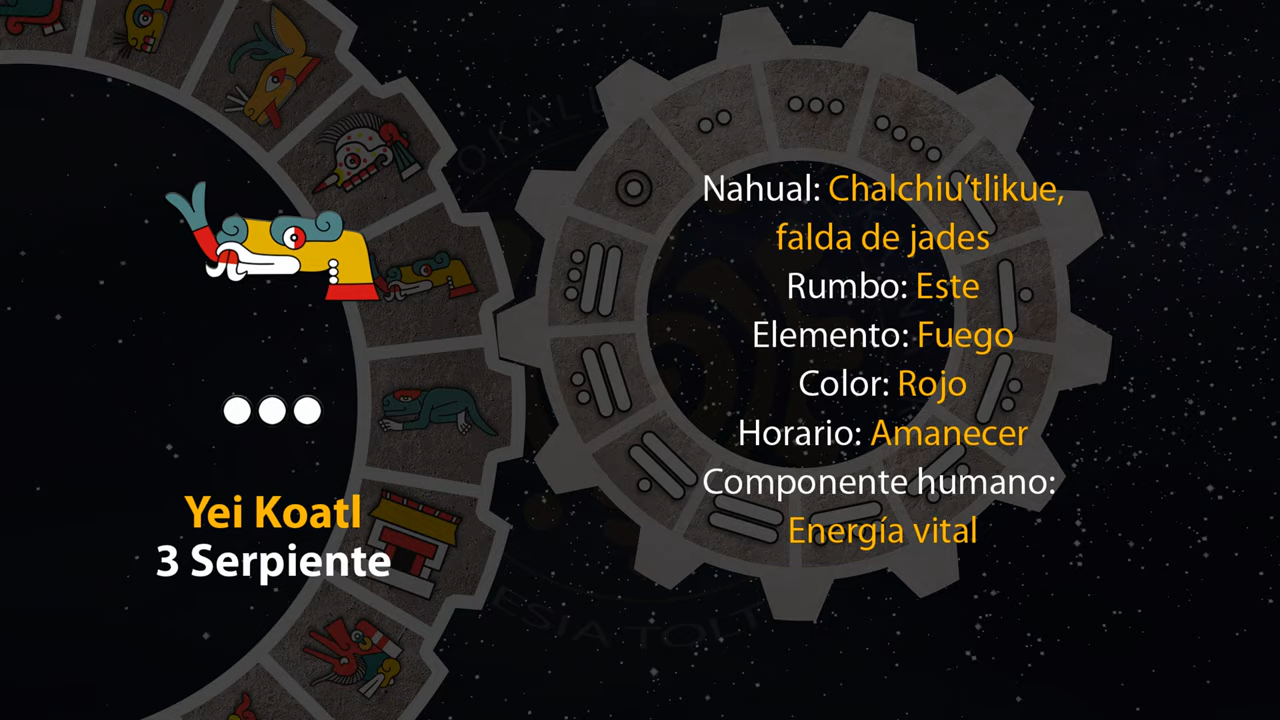 Yei Koatl
3 Serpiente
Nahual: Chalchiu’tlikue,
falda de jades
Rumbo: Este
Elemento: Fuego
Color: Rojo
Horario: Amanecer
Componente humano:
Energía vital